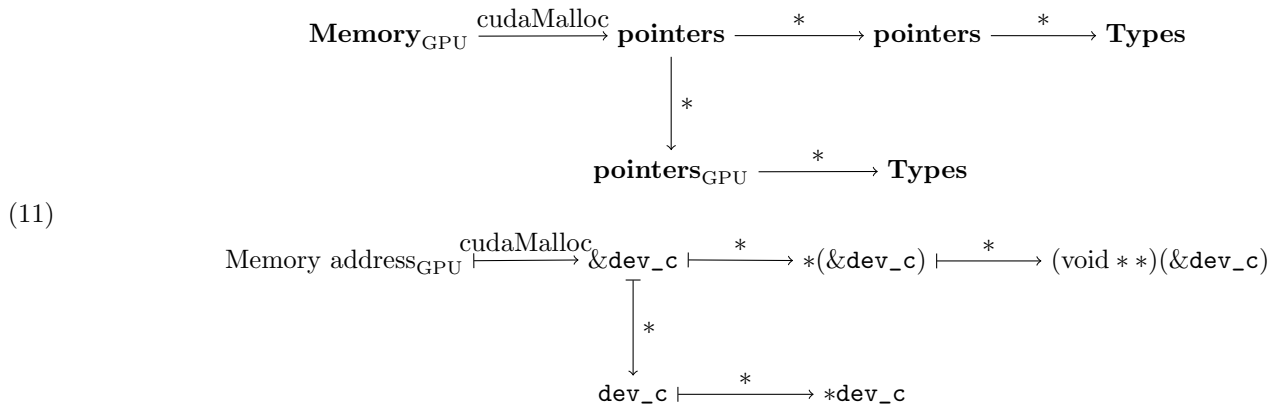 cudaMalloc * *
Memory_GPU pointers pointers Types
*
pointers_GPU * Types
(11)
cudaMalloc * *
Memory address_GPU &dev_c *(&dev_c) (void * *)(&dev_c)
*
dev_c * *dev_c